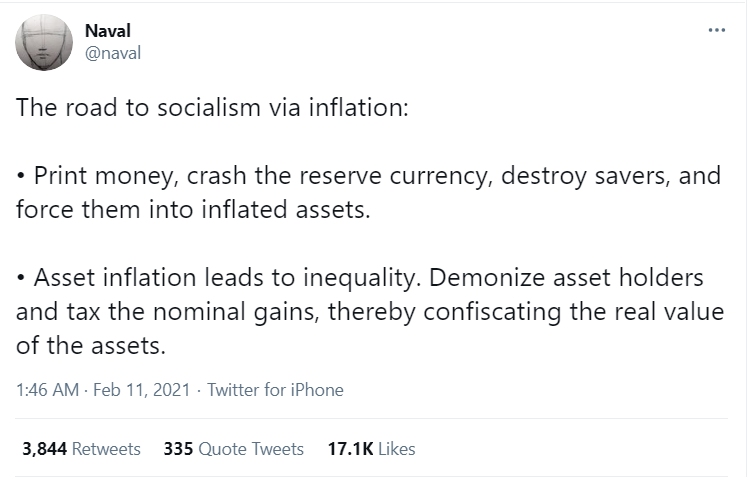 Naval
@naval
The road to socialism via inflation:
• Print money, crash the reserve currency, destroy savers, and
force them into inflated assets.
• Asset inflation leads to inequality. Demonize asset holders
and tax the nominal gains, thereby confiscating the real value
of the assets.
1:46 AM · Feb 11, 2021 · Twitter for iPhone
3,844 Retweets 335 Quote Tweets 17.1K Likes